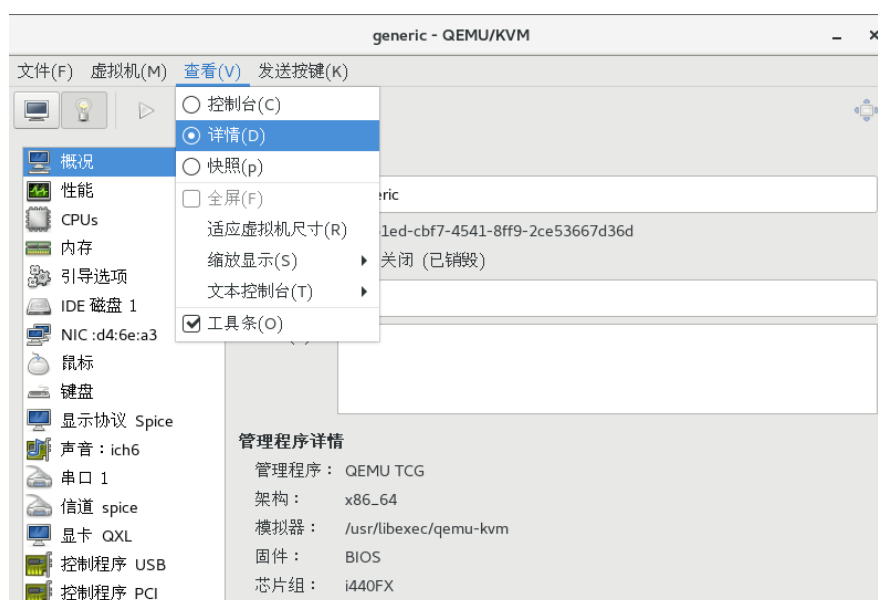 generic - QEMU/KVM
文件(F) 虚拟机(M) 查看(V) 发送按键(K)
控制台(C)
详情(D)
快照(p)
全屏(F)
适应虚拟机尺寸(R)
缩放显示(S)
文本控制台(T)
工具条(O)
概况
性能
CPUs
内存
引导选项
IDE 磁盘 1
NIC :d4:6e:a3
鼠标
键盘
显示协议 Spice
声音：ich6
串口 1
信道 spice
显卡 QXL
控制程序 USB
控制程序 PCI
eric
1ed-cbf7-4541-8ff9-2ce53667d36d
关闭 (已销毁)
管理程序详情
管理程序： QEMU TCG
架构： x86_64
模拟器： /usr/libexec/qemu-kvm
固件： BIOS
芯片组： i440FX